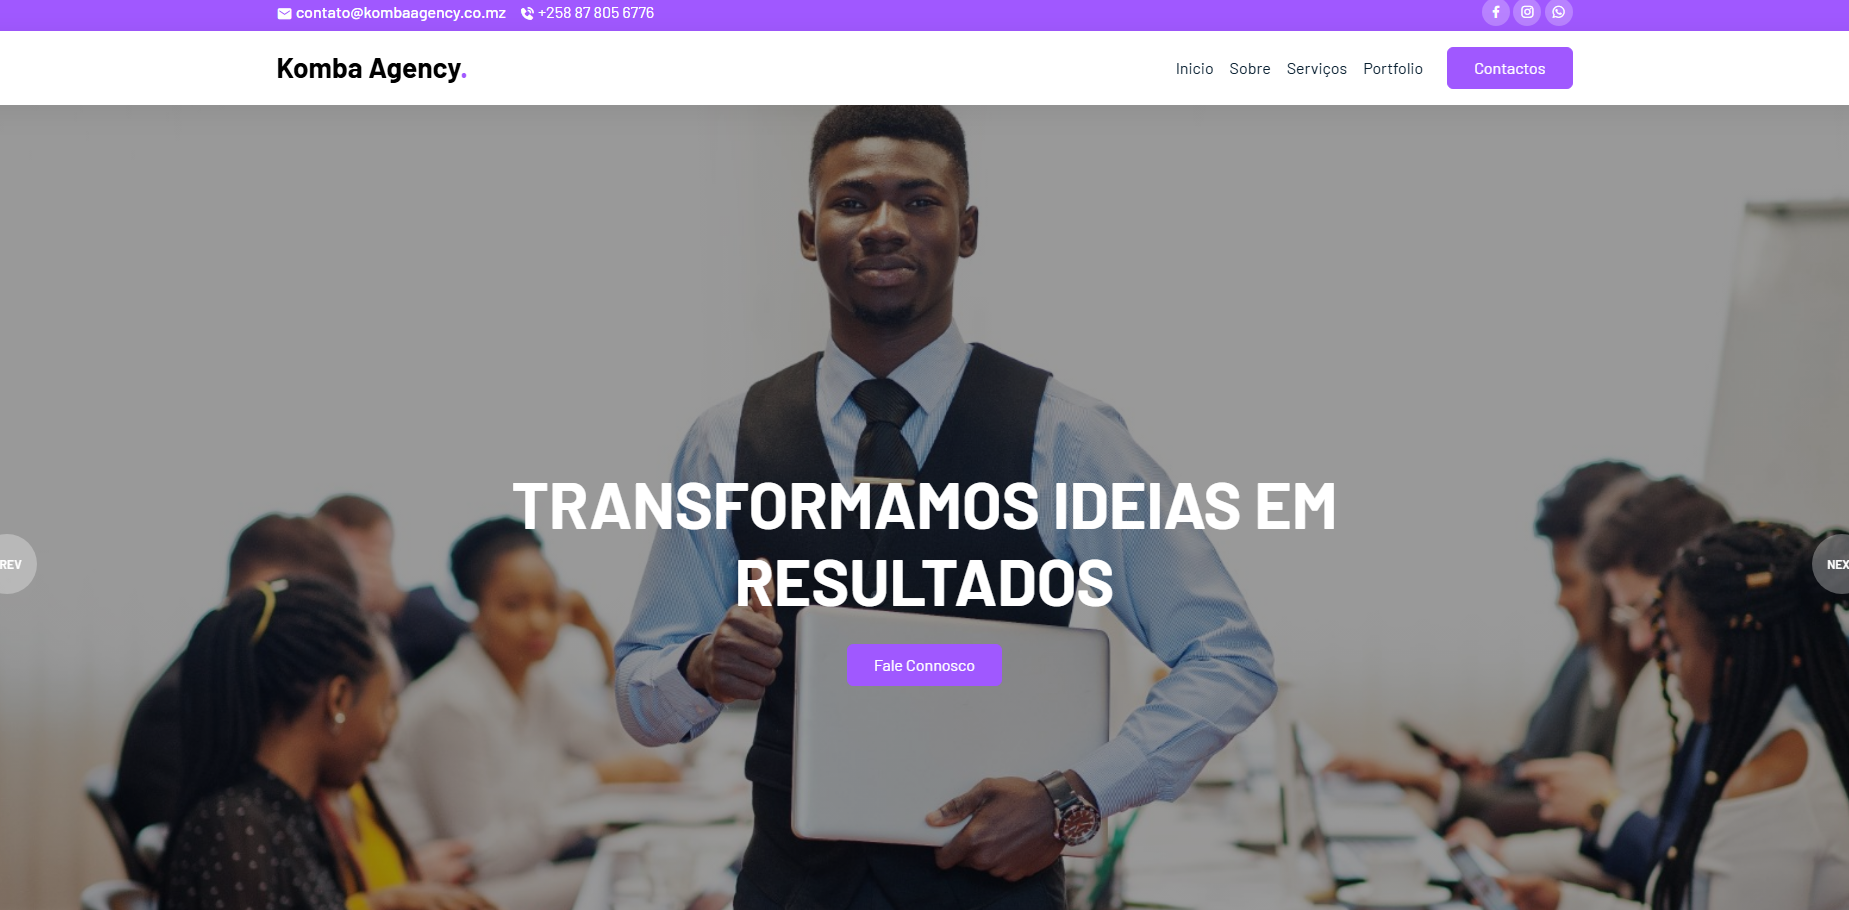 contato@kombaagency.co.mz +258 87 805 6776
Komba Agency.
Inicio Sobre Serviços Portfolio Contactos
TRANSFORMAMOS IDEIAS EM
RESULTADOS
REV
NEX
Fale Connosco